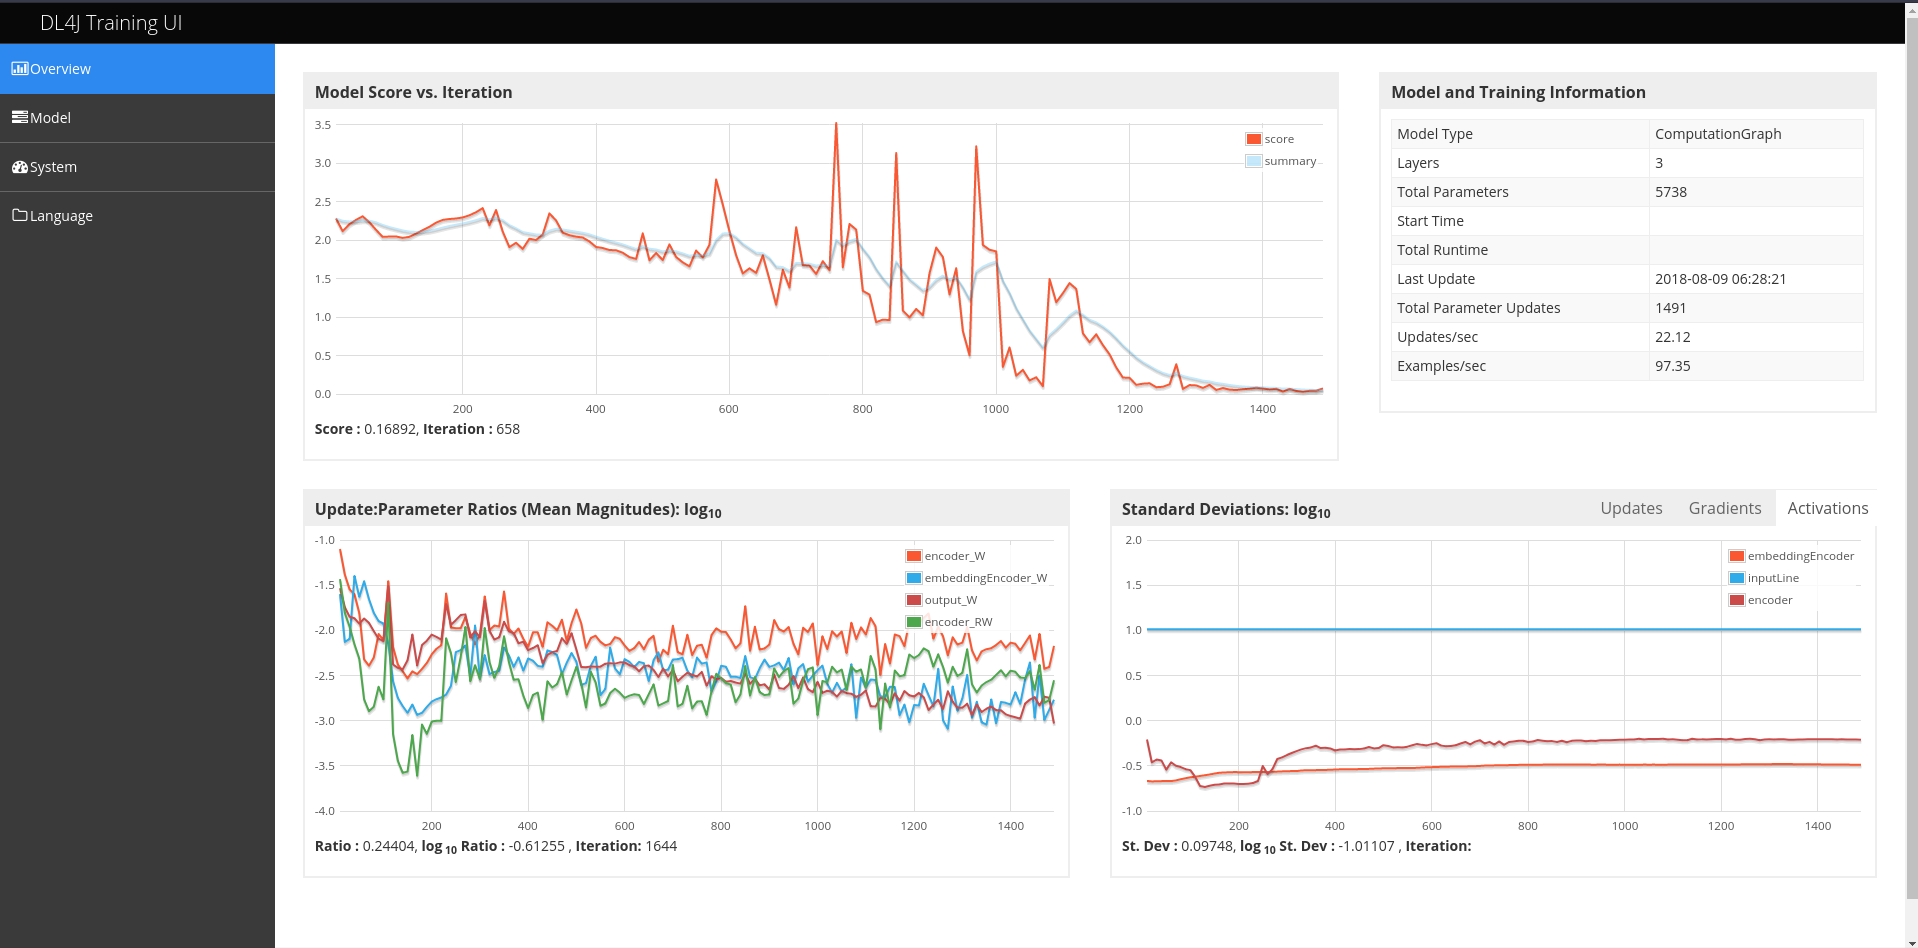 DL4J Training UI
Overview
Model
System
Language
Model Score vs. Iteration
3.5
3.0
2.5
2.0
1.5
1.0
0.5
0.0
score
summary
200 400 600 800 1000 1200 1400
Score : 0.16892, Iteration : 658
Model and Training Information
Model Type ComputationGraph
Layers 3
Total Parameters 5738
Start Time
Total Runtime
Last Update 2018-08-09 06:28:21
Total Parameter Updates 1491
Updates/sec 22.12
Examples/sec 97.35
Update:Parameter Ratios (Mean Magnitudes): log10
-1.0
-1.5
-2.0
-2.5
-3.0
-3.5
-4.0
encoder_W
embeddingEncoder_W
output_W
encoder_RW
200 400 600 800 1000 1200 1400
Ratio : 0.24404, log 10 Ratio : -0.61255 , Iteration: 1644
Standard Deviations: log10 Updates Gradients Activations
2.0
1.5
1.0
0.5
0.0
-0.5
-1.0
embeddingEncoder
inputLine
encoder
200 400 600 800 1000 1200 1400
St. Dev : 0.09748, log 10 St. Dev : -1.01107 , Iteration: